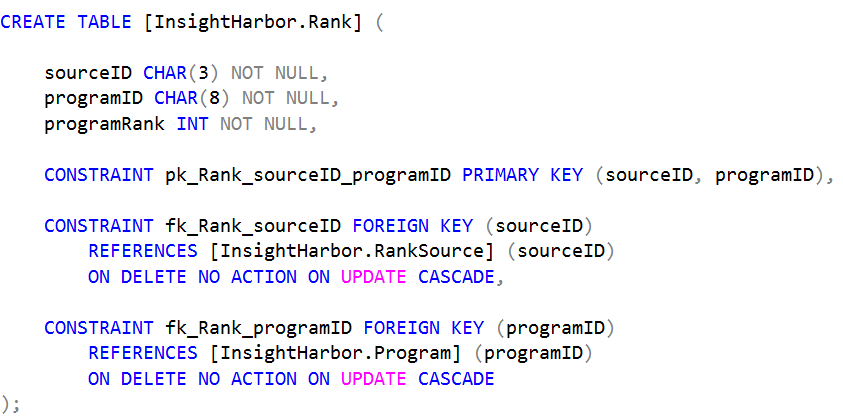 CREATE TABLE [InsightHarbor.Rank] (
sourceID CHAR(3) NOT NULL,
programID CHAR(8) NOT NULL,
programRank INT NOT NULL,
CONSTRAINT pk_Rank_sourceID_programID PRIMARY KEY (sourceID, programID),
CONSTRAINT fk_Rank_sourceID FOREIGN KEY (sourceID)
REFERENCES [InsightHarbor.RankSource] (sourceID)
ON DELETE NO ACTION ON UPDATE CASCADE,
CONSTRAINT fk_Rank_programID FOREIGN KEY (programID)
REFERENCES [InsightHarbor.Program] (programID)
ON DELETE NO ACTION ON UPDATE CASCADE
);